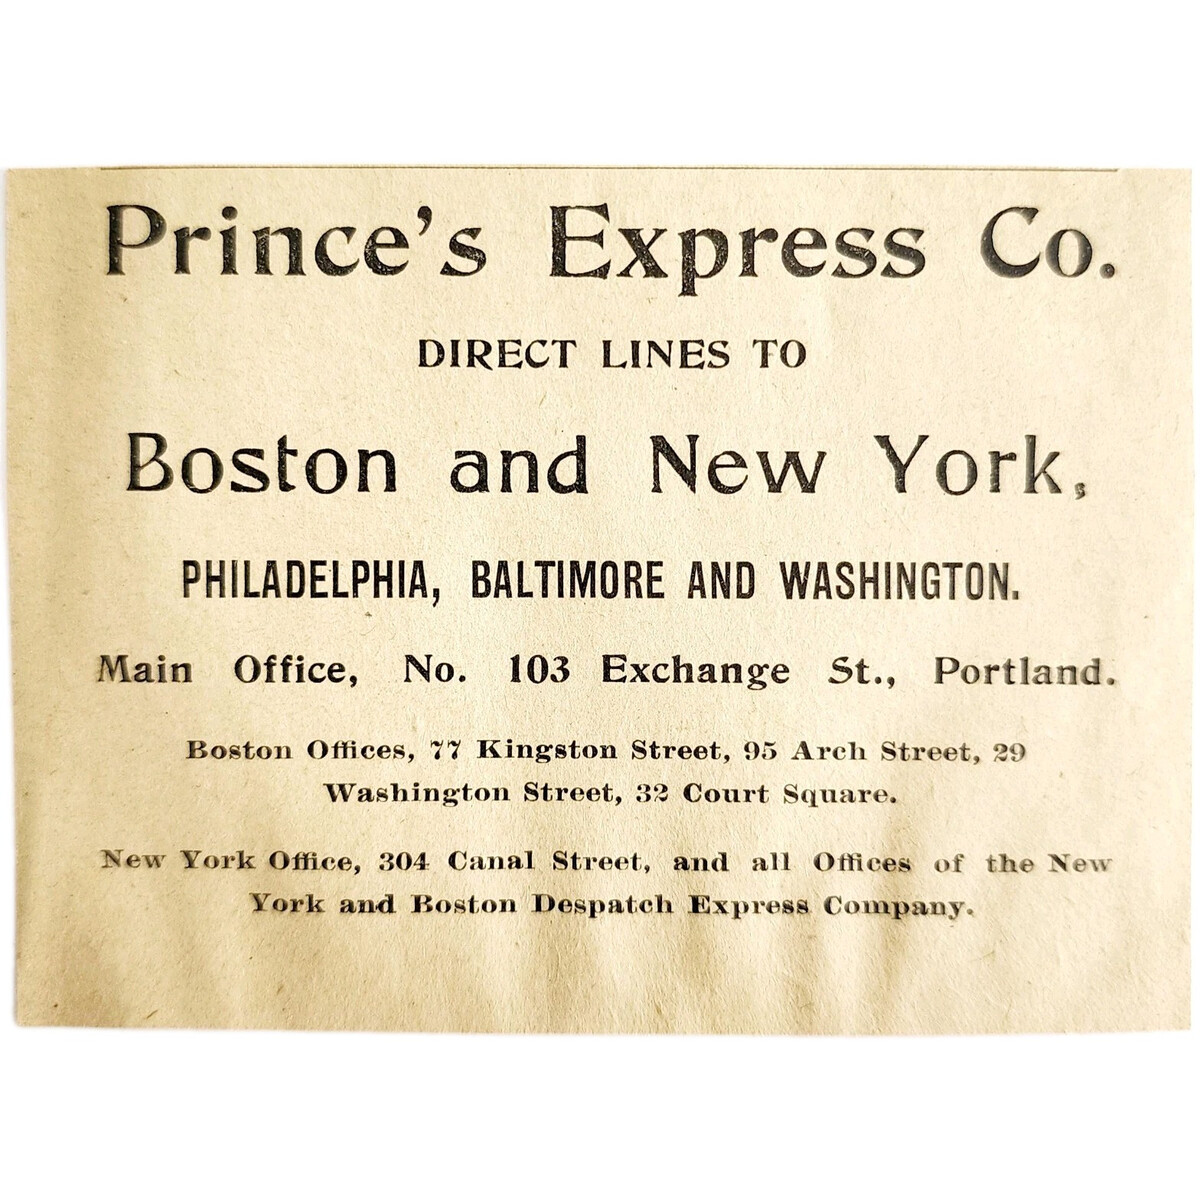 Prince's Express Co.
DIRECT LINES TO
Boston and New York,
PHILADELPHIA, BALTIMORE AND WASHINGTON.
Main Office, No. 103 Exchange St., Portland.
Boston Offices, 77 Kingston Street, 95 Arch Street, 29
Washington Street, 32 Court Square.
New York Office, 304 Canal Street, and all Offices of the New
York and Boston Despatch Express Company.